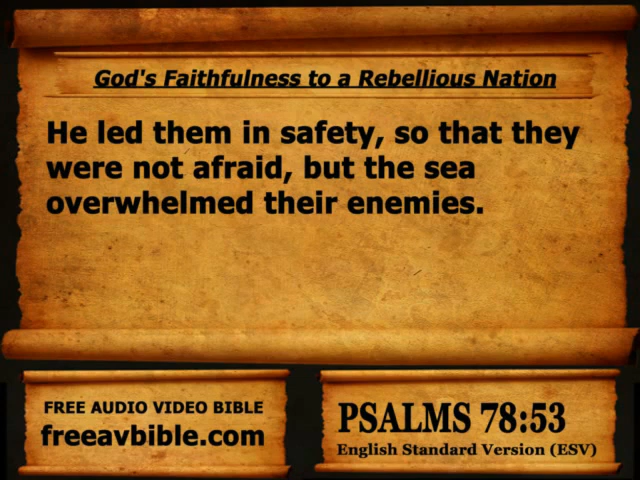 God's Faithfulness to a Rebellious Nation
He led them in safety, so that they
were not afraid, but the sea
overwhelmed their enemies.
FREE AUDIO VIDEO BIBLE
freeavbible.com
PSALMS 78:53
English Standard Version (ESV)